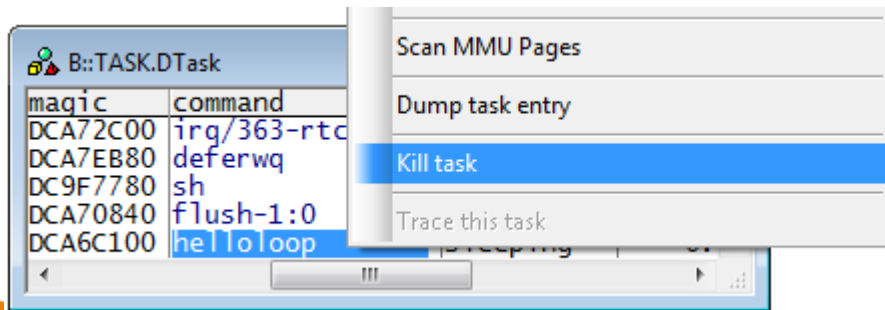 B::TASK.DTask
magic command
DCA72C00 irq/363-rtc
DCA7EB80 deferwq
DC9F7780 sh
DCA70840 flush-1:0
DCA6C100 helloloop
Scan MMU Pages
Dump task entry
Kill task
Trace this task